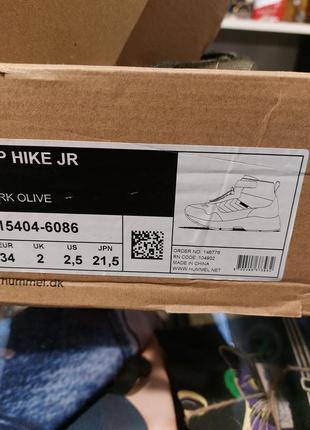 P HIKE JR
RK OLIVE
15404-6086
EUR UK US JPN
34 2 2,5 21,5
ORDER NO: 146776
RN CODE: 104902
MADE IN CHINA
WWW.HUMMEL.NET
hummel.dk